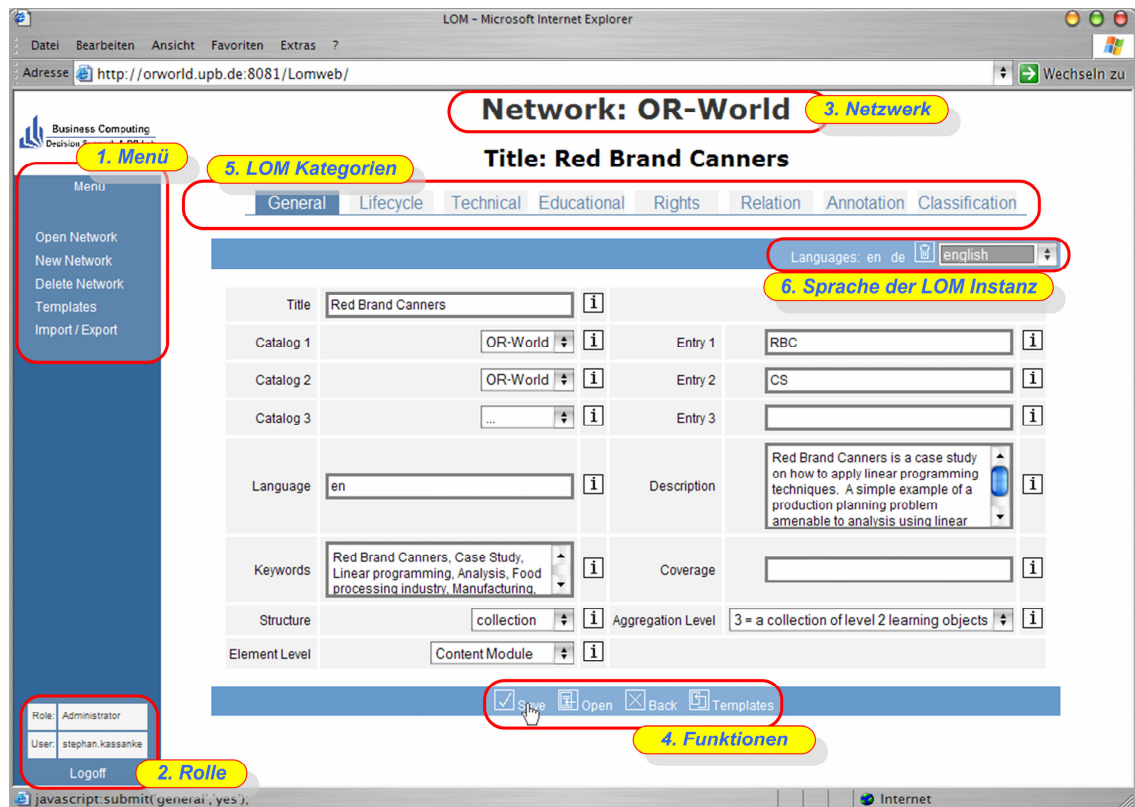 LOM – Microsoft Internet Explorer
Datei Bearbeiten Ansicht Favoriten Extras ?
Adresse http://orworld.upb.de:8081/Lomweb/ Wechseln zu
Business Computing
Network: OR-World
3. Netzwerk
1. Menü
Title: Red Brand Canners
5. LOM Kategorien
Menu
General Lifecycle Technical Educational Rights Relation Annotation Classification
Open Network
New Network
Delete Network
Templates
Import / Export
Languages: en de english
6. Sprache der LOM Instanz
Title Red Brand Canners i
Catalog 1 OR-World i Entry 1 RBC i
Catalog 2 OR-World i Entry 2 CS i
Catalog 3 ... i Entry 3 i
Language en i Description
Red Brand Canners is a case study
on how to apply linear programming
techniques. A simple example of a
production planning problem
amenable to analysis using linear
i
Keywords
Red Brand Canners, Case Study,
Linear programming, Analysis, Food
processing industry, Manufacturing,
i Coverage i
Structure collection i Aggregation Level 3 = a collection of level 2 learning objects i
Element Level Content Module i
Save Open Back Templates
4. Funktionen
Role: Administrator
User: stephan.kassanke
Logoff
2. Rolle
javascript:submit('general','yes'); Internet